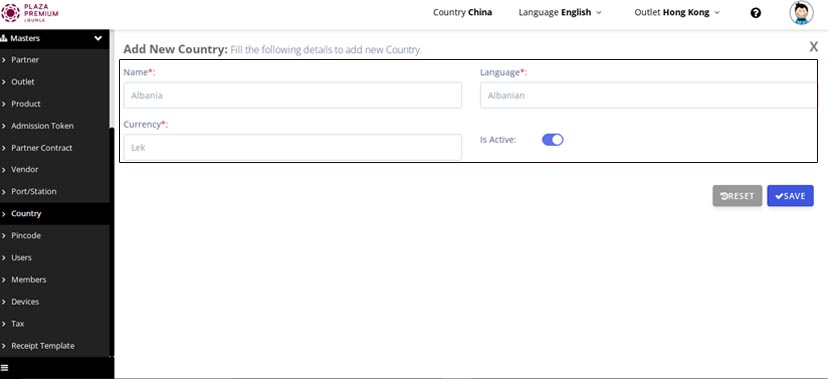 PLAZA
PREMIUM
LOUNGE
Country China
Language English
Outlet Hong Kong
Masters
Partner
Outlet
Product
Admission Token
Partner Contract
Vendor
Port/Station
Country
Pincode
Users
Members
Devices
Tax
Receipt Template
Add New Country: Fill the following details to add new Country.
X
Name*:
Language*:
Albania
Albanian
Currency*:
Is Active:
Lek
RESET
SAVE